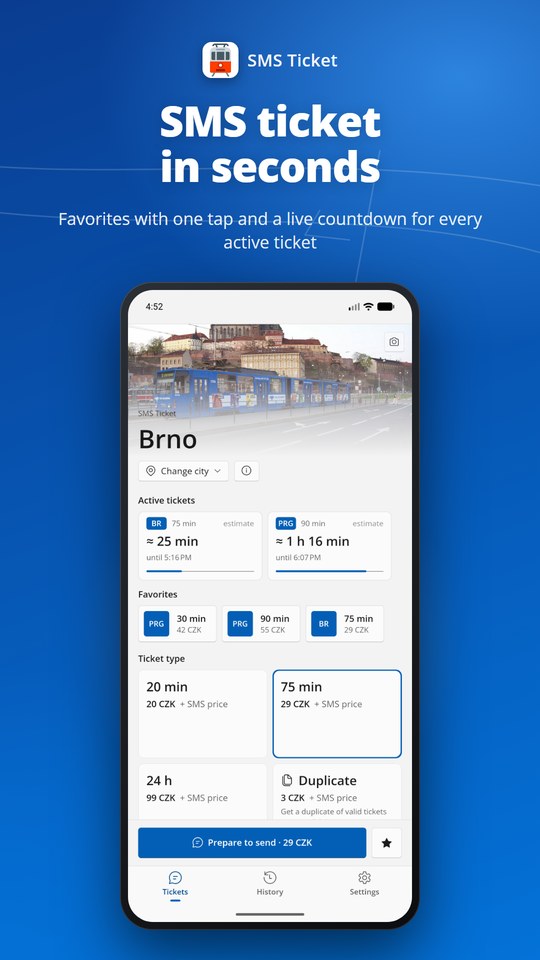 SMS Ticket
SMS ticket
in seconds
Favorites with one tap and a live countdown for every
active ticket
4:52
SMS Ticket
Brno
Change city
Active tickets
BR 75 min estimate
≈ 25 min
until 5:16 PM
PRG 90 min estimate
≈ 1 h 16 min
until 6:07 PM
Favorites
PRG 30 min
42 CZK
PRG 90 min
55 CZK
BR 75 min
29 CZK
Ticket type
20 min
20 CZK + SMS price
75 min
29 CZK + SMS price
24 h
99 CZK + SMS price
Duplicate
3 CZK + SMS price
Get a duplicate of valid tickets
Prepare to send · 29 CZK
Tickets
History
Settings